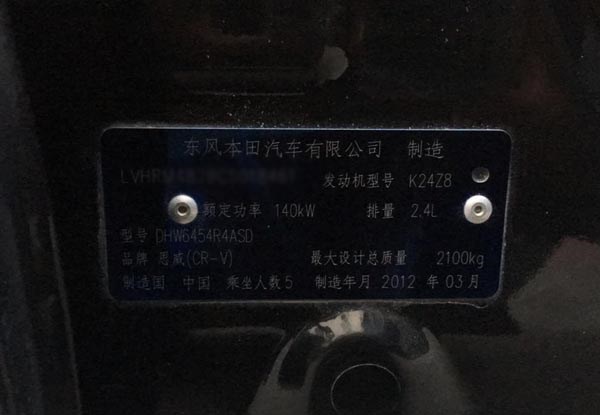 东风本田汽车有限公司 制造
LVHRM 发动机型号 K24Z8
额定功率 140kW 排量 2.4L
型号 DHW6454R4ASD
品牌 思威(CR-V) 最大设计总质量 2100kg
制造国 中国 乘坐人数 5 制造年月 2012 年 03 月